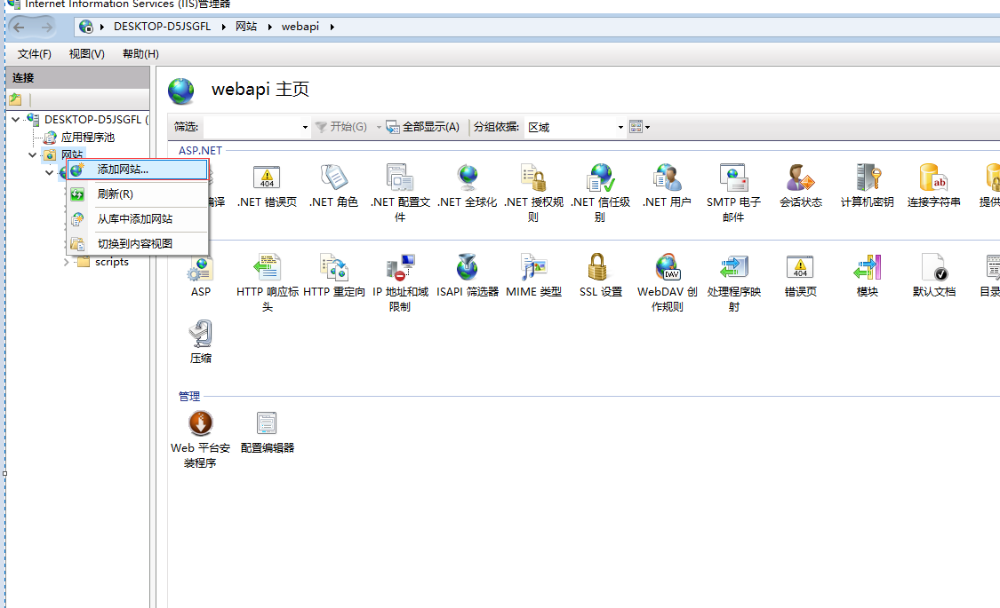 Internet Information Services (IIS)管理器
DESKTOP-D5JSGFL
网站
webapi
文件(F)
视图(V)
帮助(H)
连接
DESKTOP-D5JSGFL (
应用程序池
网站
添加网站...
刷新(R)
从库中添加网站
切换到内容视图
scripts
webapi 主页
筛选:
开始(G)
全部显示(A)
分组依据:
区域
ASP.NET
编译
.NET 错误页
.NET 角色
.NET 配置文
件
.NET 全球化
.NET 授权规
则
.NET 信任级
别
.NET 用户
SMTP 电子
邮件
会话状态
计算机密钥
连接字符串
提供
404
ab
ASP
HTTP 响应标
头
HTTP 重定向
IP 地址和域
限制
ISAPI 筛选器
MIME 类型
SSL 设置
WebDAV 创
作规则
处理程序映
射
错误页
模块
默认文档
目录
DAV
404
压缩
管理
Web 平台安
装程序
配置编辑器